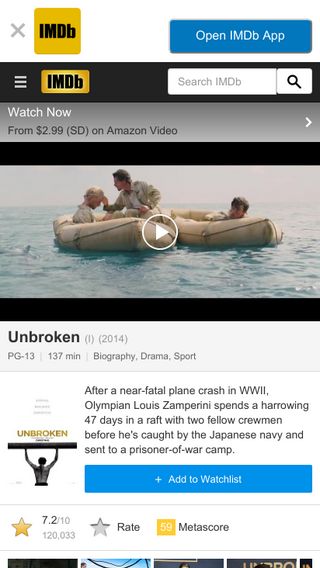 IMDb
Open IMDb App
IMDb
Search IMDb
Watch Now
From $2.99 (SD) on Amazon Video
Unbroken (I) (2014)
PG-13 | 137 min | Biography, Drama, Sport
After a near-fatal plane crash in WWII,
Olympian Louis Zamperini spends a harrowing
47 days in a raft with two fellow crewmen
before he's caught by the Japanese navy and
sent to a prisoner-of-war camp.
UNBROKEN
+ Add to Watchlist
7.2/10
120,033
Rate
59 Metascore